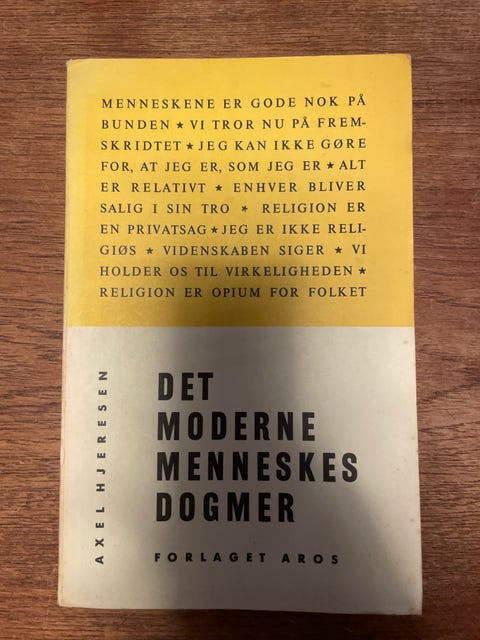 MENNESKENE ER GODE NOK PÅ
BUNDEN ★ VI TROR NU PÅ FREM-
SKRIDTET ★ JEG KAN IKKE GØRE
FOR, AT JEG ER, SOM JEG ER ★ ALT
ER RELATIVT ★ ENHVER BLIVER
SALIG I SIN TRO ★ RELIGION ER
EN PRIVATSAG ★ JEG ER IKKE RELI-
GIØS ★ VIDENSKABEN SIGER ★ VI
HOLDER OS TIL VIRKELIGHEDEN ★
RELIGION ER OPIUM FOR FOLKET
AXEL HJERESEN
DET
MODERNE
MENNESKES
DOGMER
FORLAGET AROS